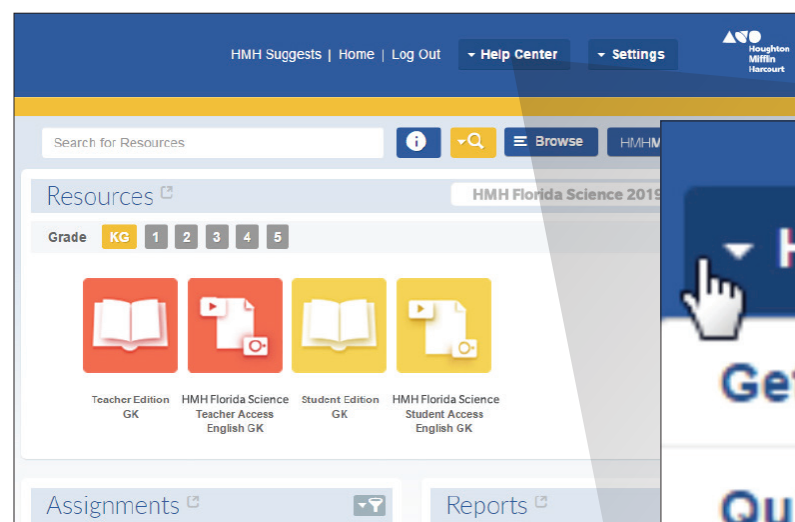 HMH Suggests | Home | Log Out Help Center Settings
Houghton
Mifflin
Harcourt
Search for Resources Browse HMHM
Resources HMH Florida Science 2019
Grade KG 1 2 3 4 5
Teacher Edition
GK
HMH Florida Science
Teacher Access
English GK
Student Edition
GK
HMH Florida Science
Student Access
English GK
Assignments Reports
H
Get
Qu